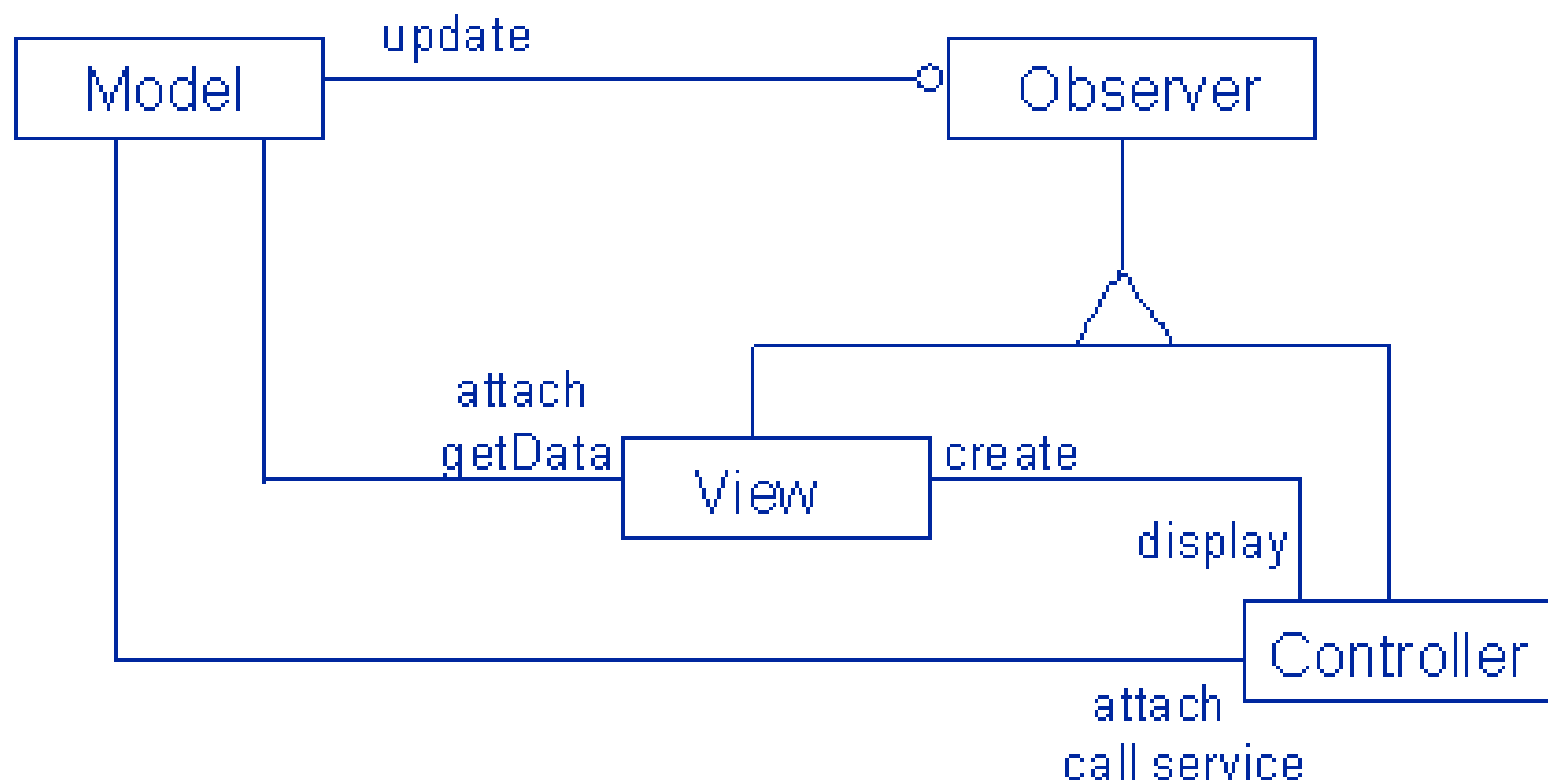 update
Model
Observer
attach
getData
create
View
display
Controller
attach
call service